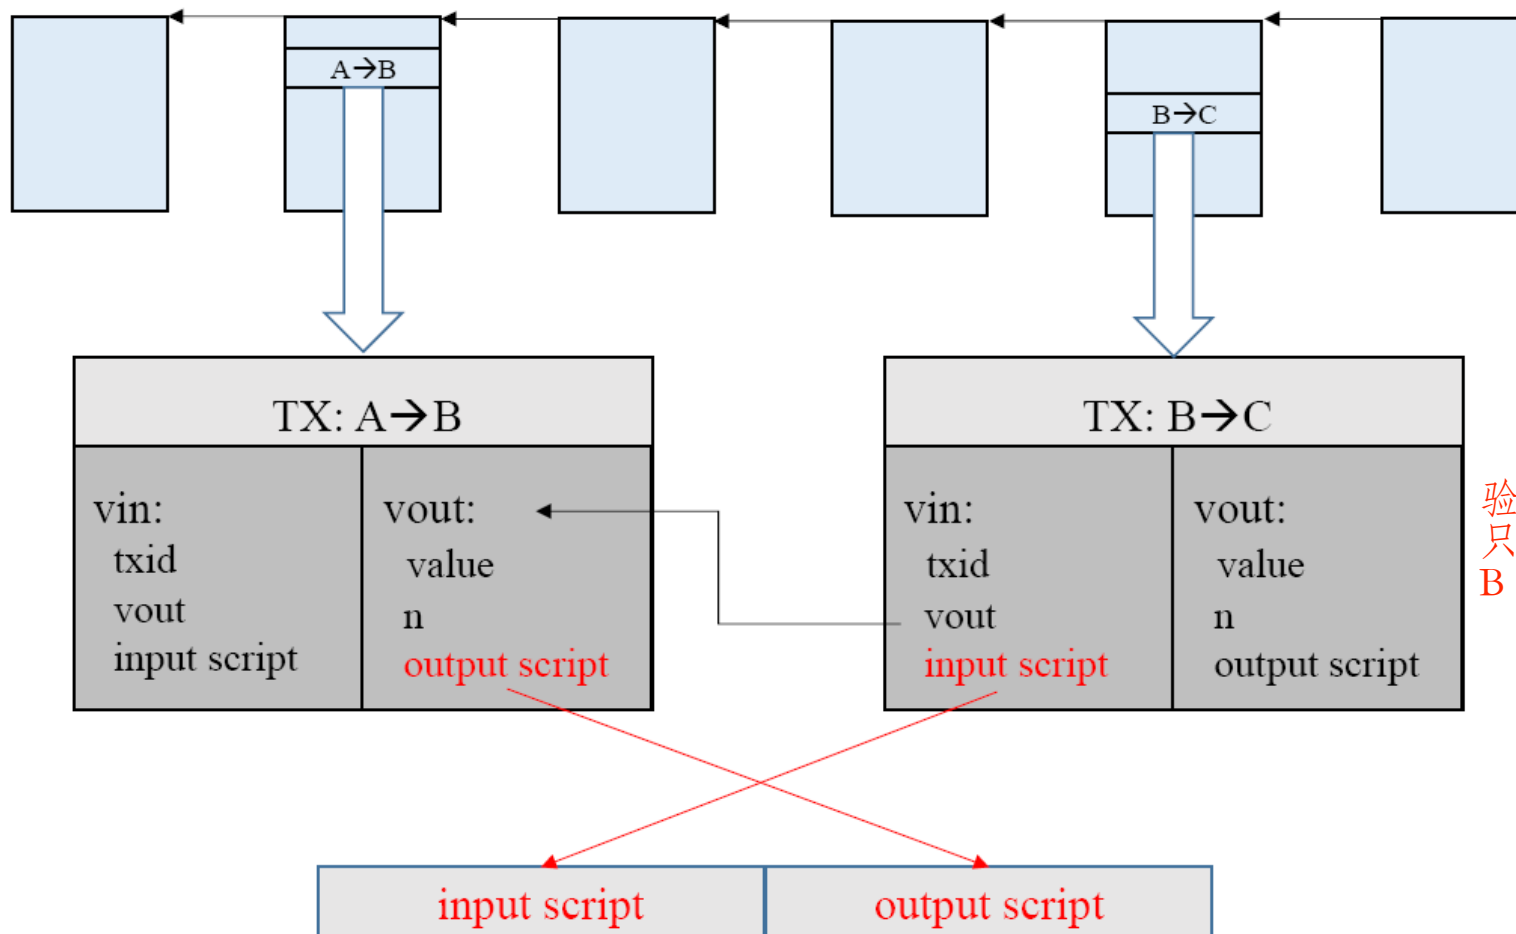 A→B
B→C
TX: A→B
vin:
txid
vout
input script
vout:
value
n
output script
TX: B→C
vin:
txid
vout
input script
vout:
value
n
output script
验
只
B
input script
output script